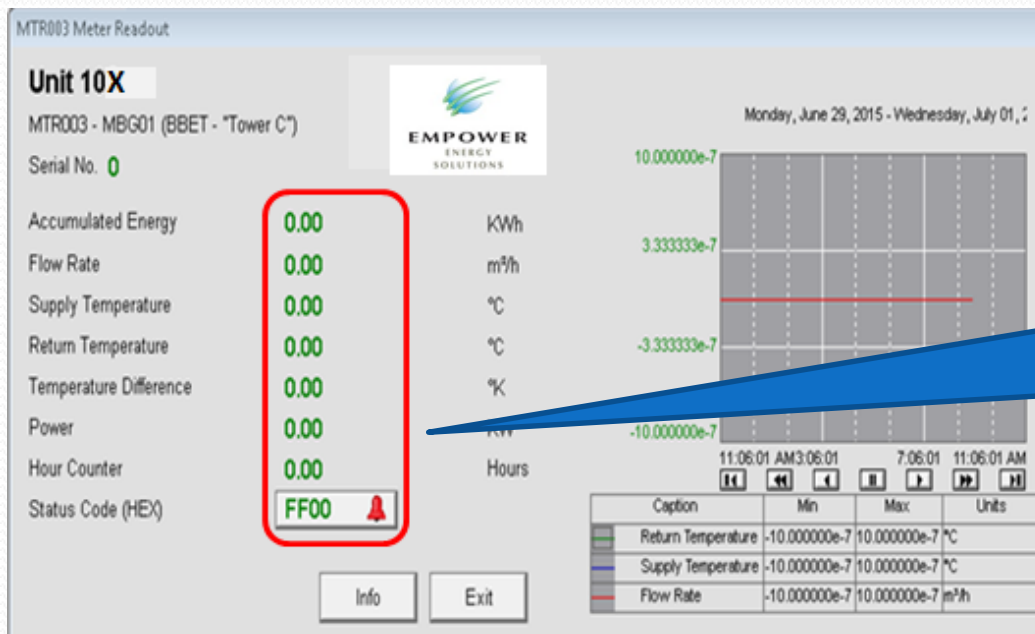 MTR003 Meter Readout
Unit 10X
MTR003 - MBG01 (BBET - "Tower C")
Serial No. 0
EMPOWER
ENERGY
SOLUTIONS
Accumulated Energy 0.00 KWh
Flow Rate 0.00 m³/h
Supply Temperature 0.00 °C
Return Temperature 0.00 °C
Temperature Difference 0.00 °K
Power 0.00
Hour Counter 0.00 Hours
Status Code (HEX) FF00
Info Exit
Monday, June 29, 2015 - Wednesday, July 01, 2
10.000000e-7
3.333333e-7
-3.333333e-7
-10.000000e-7
11:06:01 AM 3:06:01 7:06:01 11:06:01 AM
Caption Min Max Units
Return Temperature -10.000000e-7 10.000000e-7 °C
Supply Temperature -10.000000e-7 10.000000e-7 °C
Flow Rate -10.000000e-7 10.000000e-7 m³/h